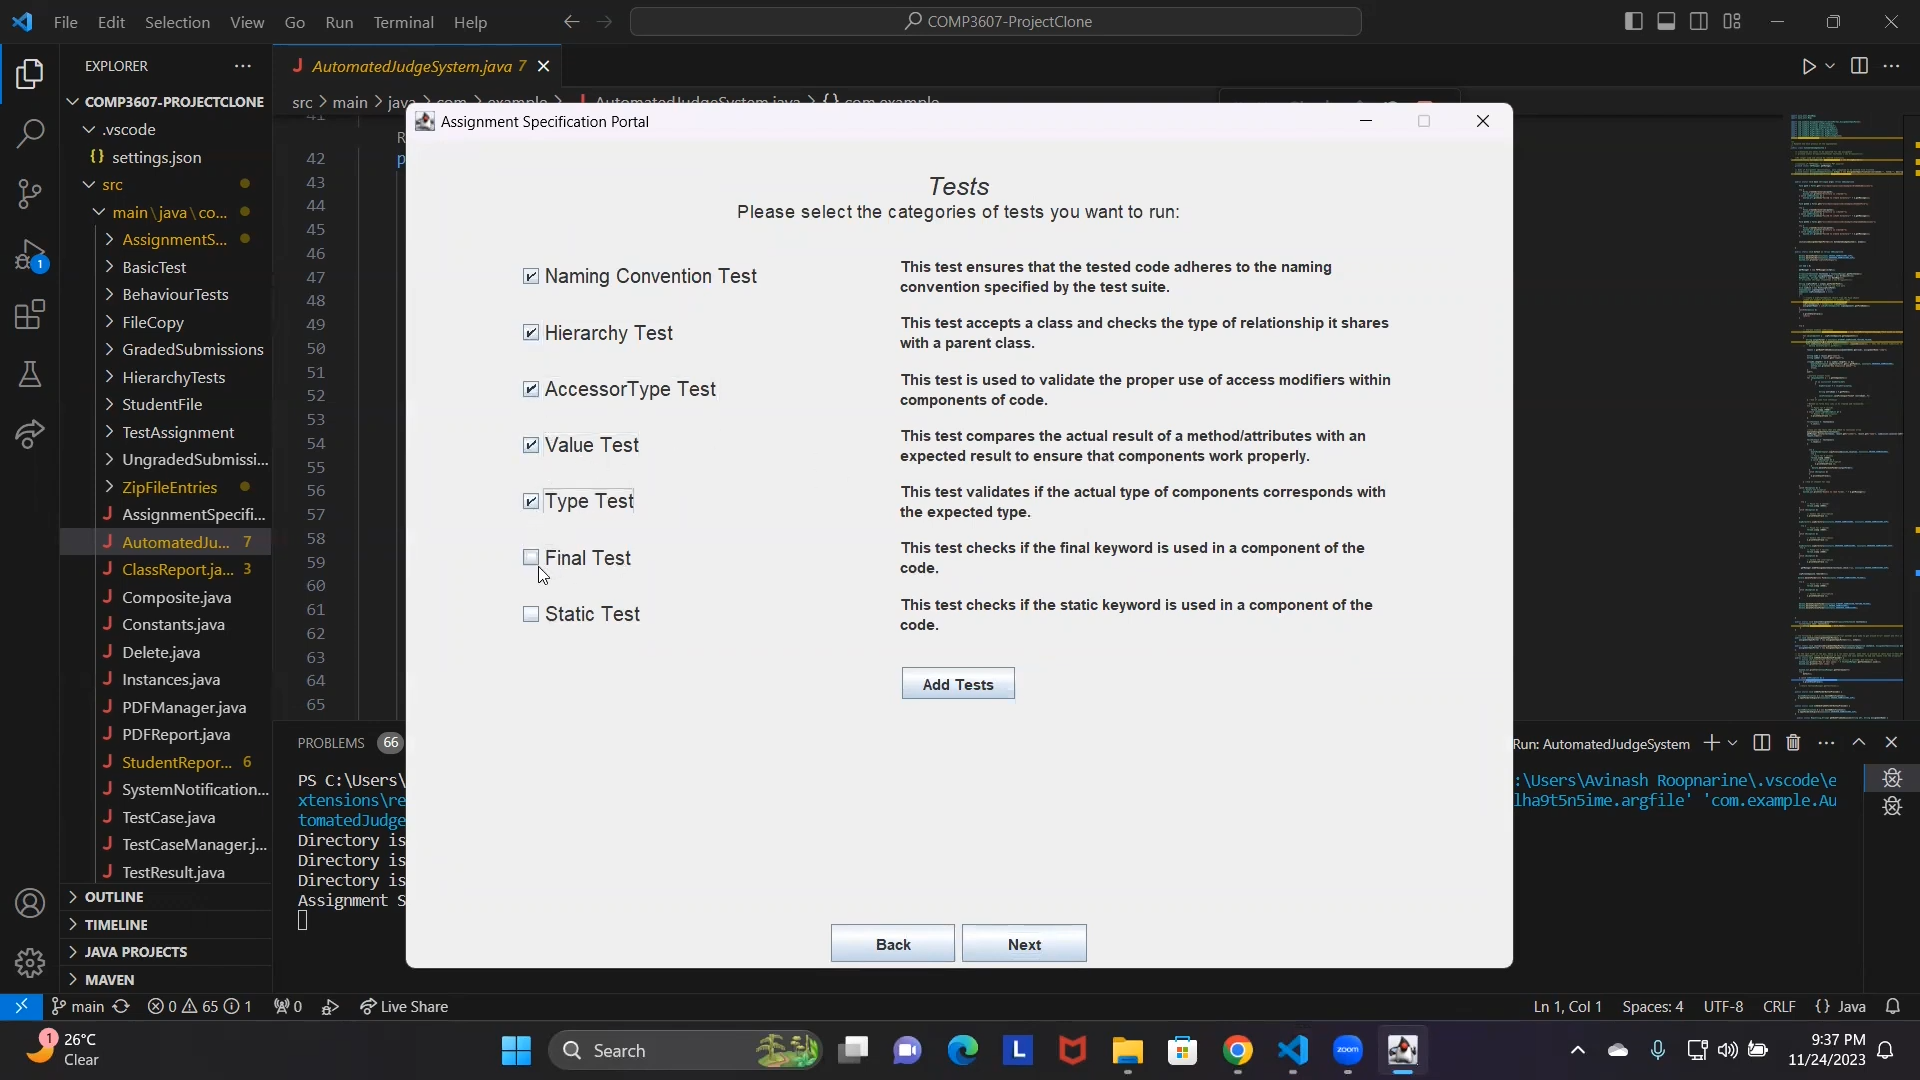 File Edit Selection View Go Run Terminal Help
COMP3607-ProjectClone
EXPLORER
AutomatedJudgeSystem.java 7
COMP3607-PROJECTCLONE
src > main > java > com > example > AutomatedJudgeSystem.java > {} com.example
.vscode
{} settings.json
src
main\java\co...
AssignmentS...
BasicTest
BehaviourTests
FileCopy
GradedSubmissions
HierarchyTests
StudentFile
TestAssignment
UngradedSubmissi...
ZipFileEntries
AssignmentSpecifi...
AutomatedJu... 7
ClassReport.ja... 3
Composite.java
Constants.java
Delete.java
Instances.java
PDFManager.java
PDFReport.java
StudentRepor... 6
SystemNotification...
TestCase.java
TestCaseManager.j...
TestResult.java
OUTLINE
TIMELINE
JAVA PROJECTS
MAVEN
41
42
43
44
45
46
47
48
49
50
51
52
53
54
55
56
57
58
59
60
61
62
63
64
65
Assignment Specification Portal
Tests
Please select the categories of tests you want to run:
Naming Convention Test
This test ensures that the tested code adheres to the naming
convention specified by the test suite.
Hierarchy Test
This test accepts a class and checks the type of relationship it shares
with a parent class.
AccessorType Test
This test is used to validate the proper use of access modifiers within
components of code.
Value Test
This test compares the actual result of a method/attributes with an
expected result to ensure that components work properly.
Type Test
This test validates if the actual type of components corresponds with
the expected type.
Final Test
This test checks if the final keyword is used in a component of the
code.
Static Test
This test checks if the static keyword is used in a component of the
code.
Add Tests
Back Next
PROBLEMS 66
Run: AutomatedJudgeSystem
PS C:\Users\
:\Users\Avinash Roopnarine\.vscode\e
xtensions\re
lha9t5n5ime.argfile' 'com.example.Au
tomatedJudge
Directory is
Directory is
Directory is
Assignment S
main 0 65 1 0 Live Share
Ln 1, Col 1 Spaces: 4 UTF-8 CRLF {} Java
1
26°C
Clear
Search
L
zoom
9:37 PM
11/24/2023